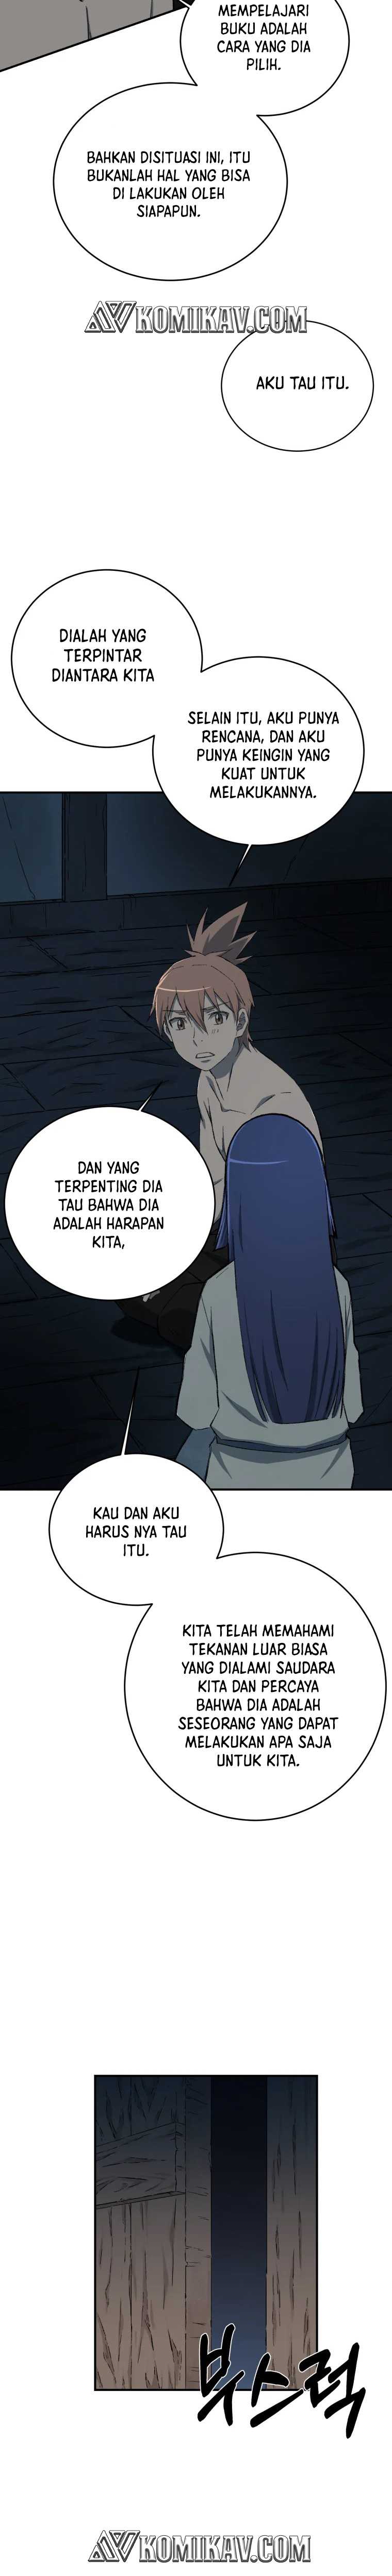 MEMPELAJARI
BUKU ADALAH
CARA YANG DIA
PILIH.
BAHKAN DISITUASI INI, ITU
BUKANLAH HAL YANG BISA
DI LAKUKAN OLEH
SIAPAPUN.
KOMIKAV.COM
AKU TAU ITU.
DIALAH YANG
TERPINTAR
DIANTARA KITA
SELAIN ITU, AKU PUNYA
RENCANA, DAN AKU
PUNYA KEINGIN YANG
KUAT UNTUK
MELAKUKANNYA.
DAN YANG
TERPENTING DIA
TAU BAHWA DIA
ADALAH HARAPAN
KITA,
KAU DAN AKU
HARUS NYA TAU
ITU.
KITA TELAH MEMAHAMI
TEKANAN LUAR BIASA
YANG DIALAMI SAUDARA
KITA DAN PERCAYA
BAHWA DIA ADALAH
SESEORANG YANG DAPAT
MELAKUKAN APA SAJA
UNTUK KITA.
부스럭
KOMIKAV.COM